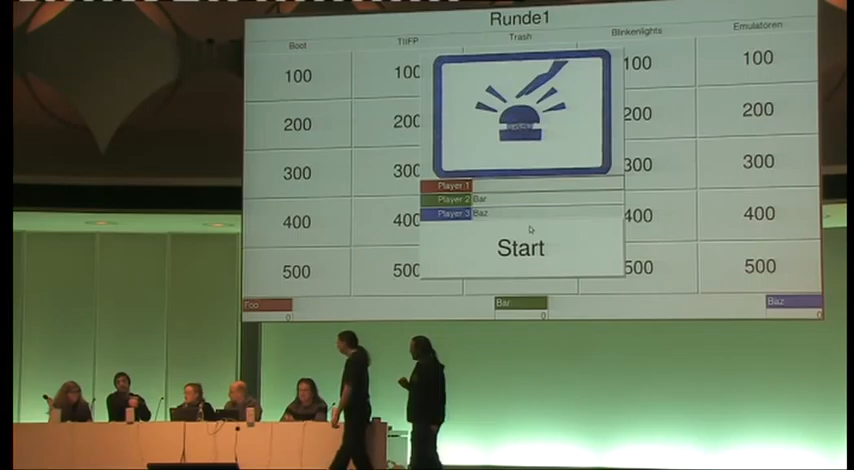 Runde1
Boot TIIFP Trash Blinkenlights Emulatoren
100 100 100 100
200 200 200 200
300 300 300 300
400 400 400 400
500 500 500 500
Player 1
Player 2 Bar
Player 3 Baz
Start
Foo Bar Baz
0 0 0